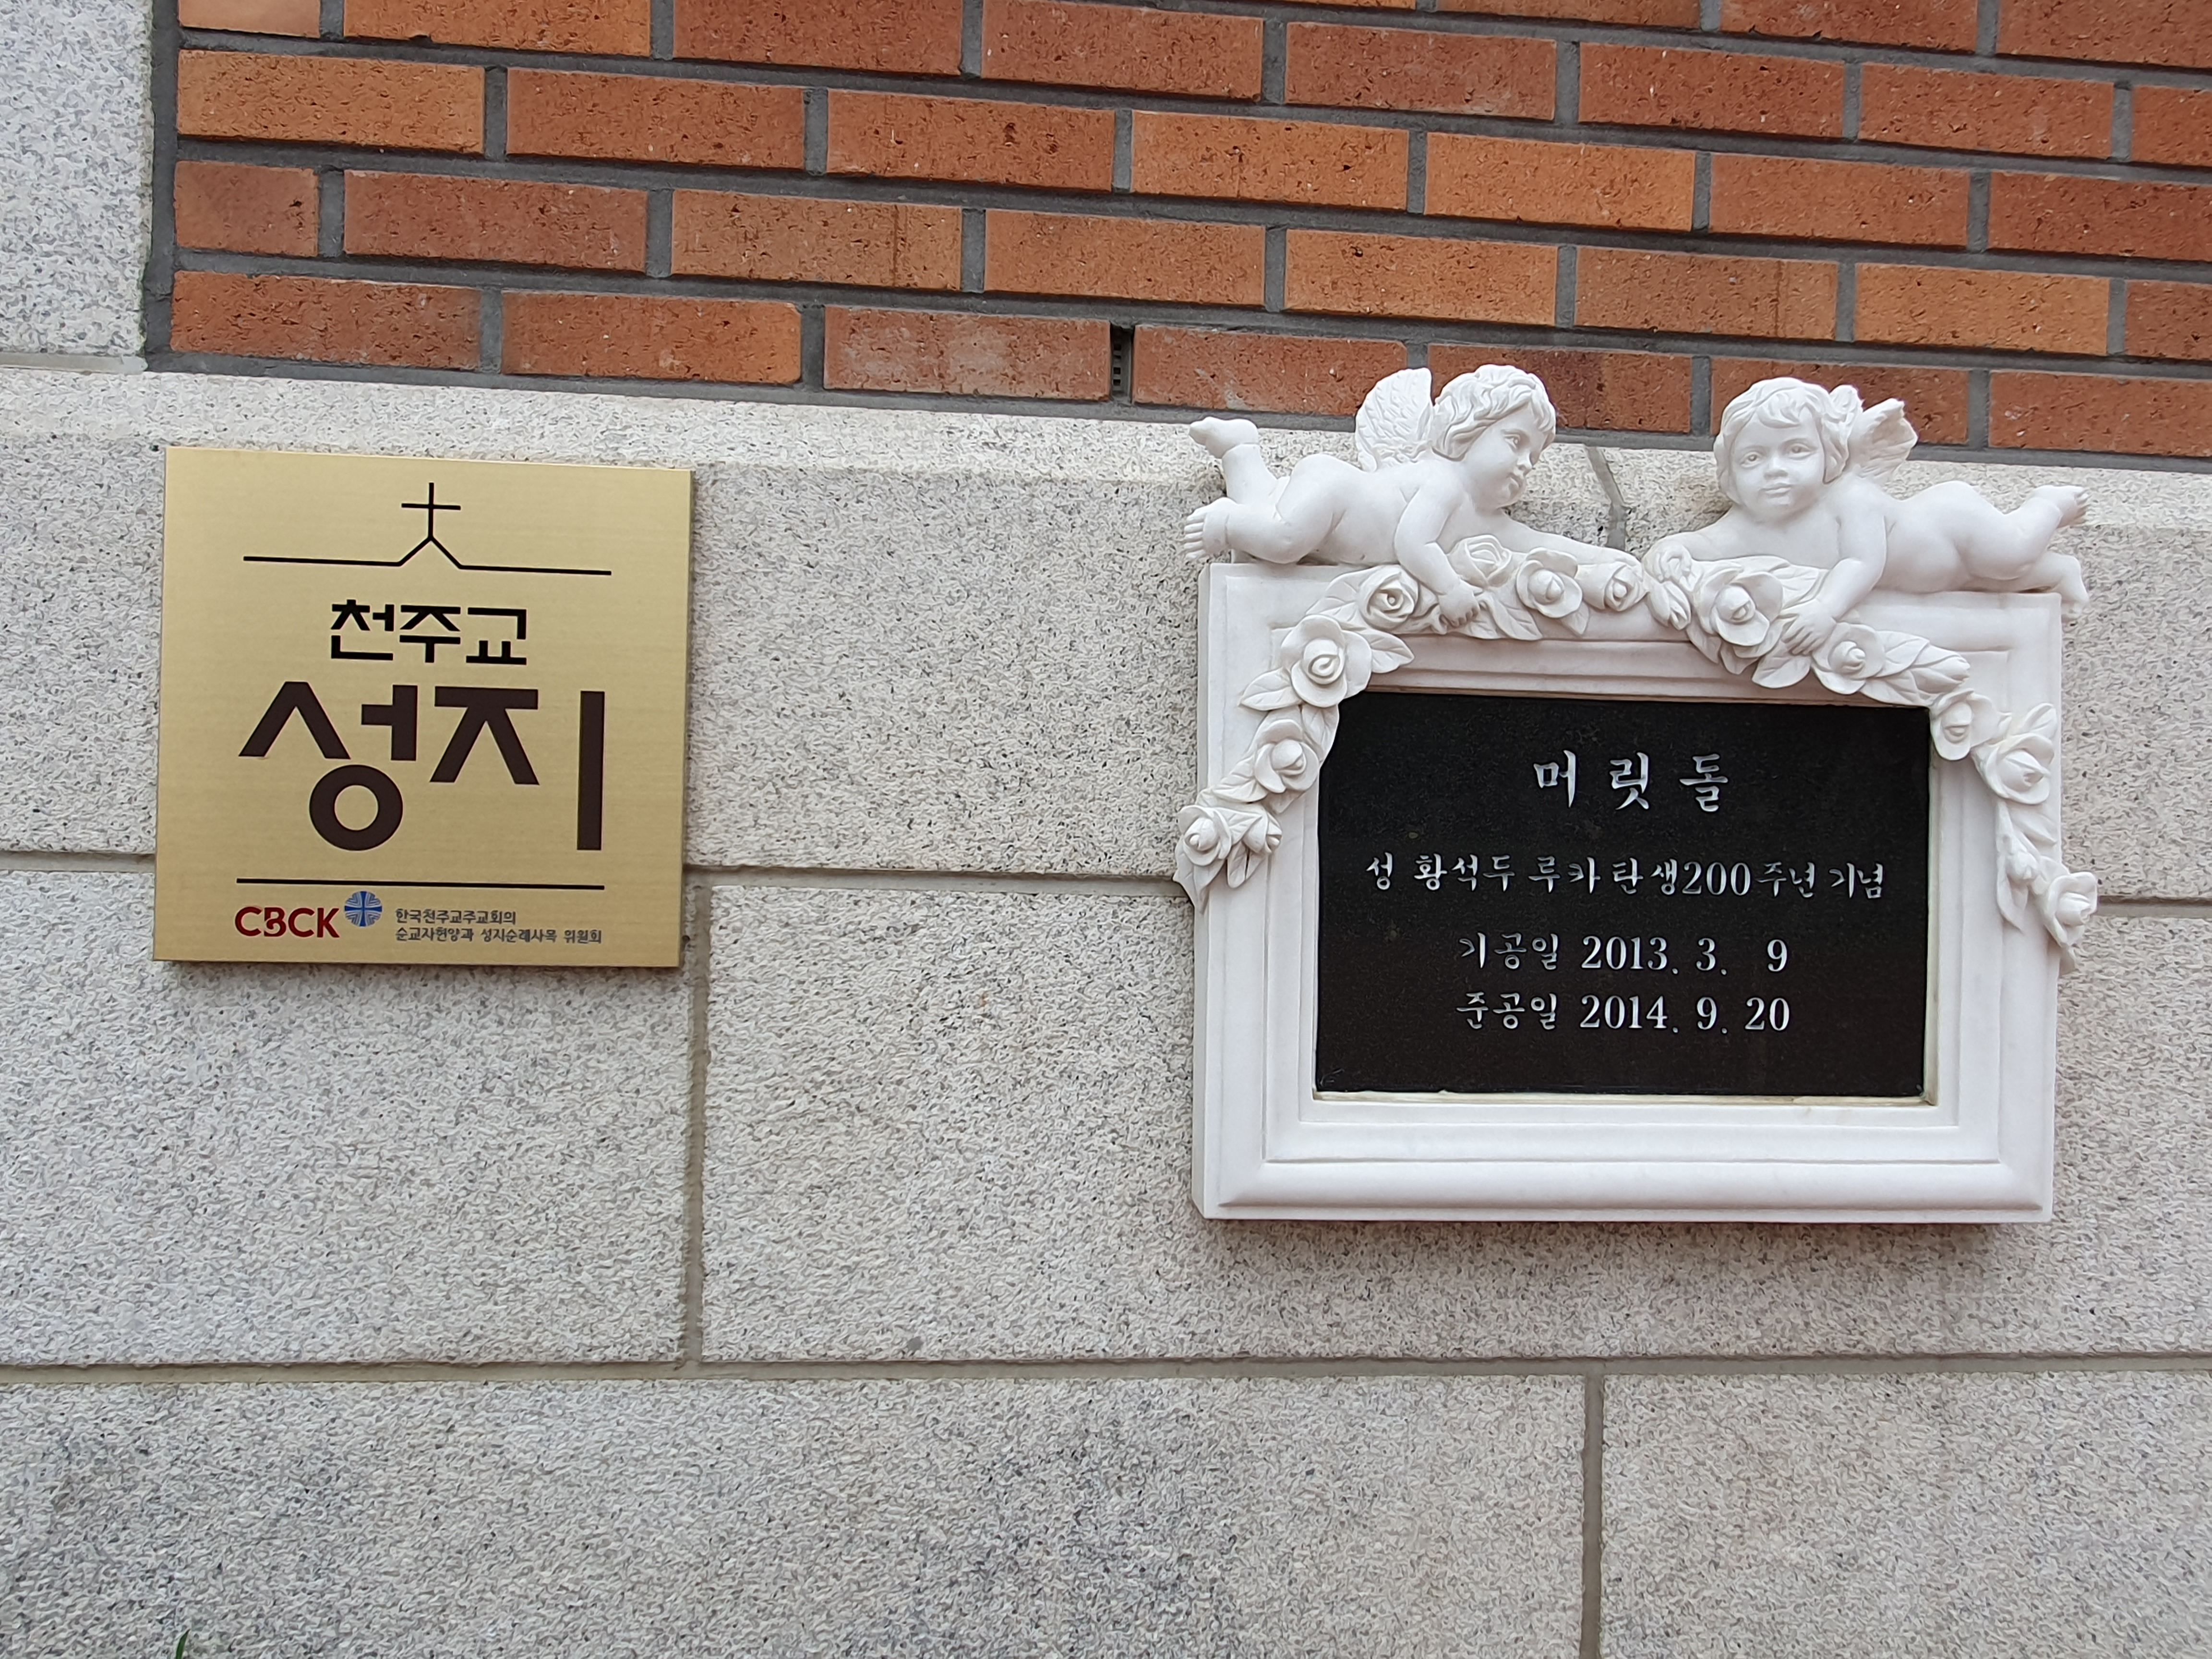 천주교
성지
CBCK
한국천주교주교회의
순교자현양과 성지순례사목 위원회
머릿돌
성 황석두 루카 탄생200주년 기념
기공일 2013. 3. 9
준공일 2014. 9. 20